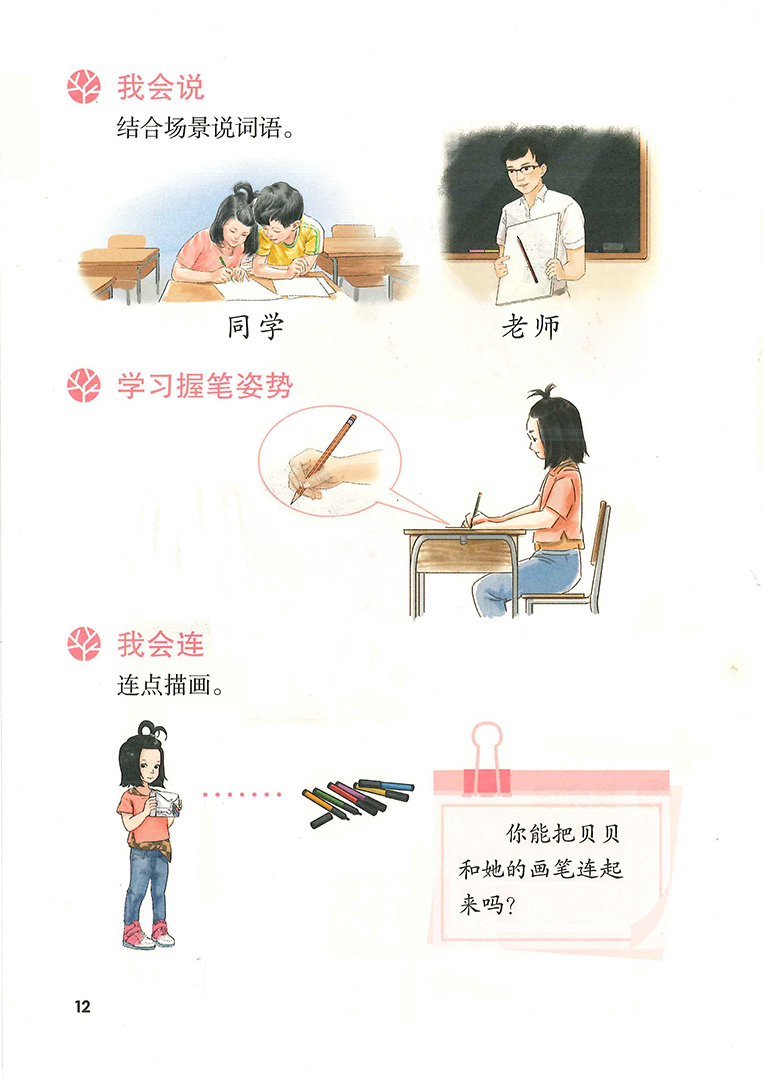 我会说
结合场景说词语。
同学
老师
学习握笔姿势
我会连
连点描画。
你能把贝贝
和她的画笔连起
来吗?
12